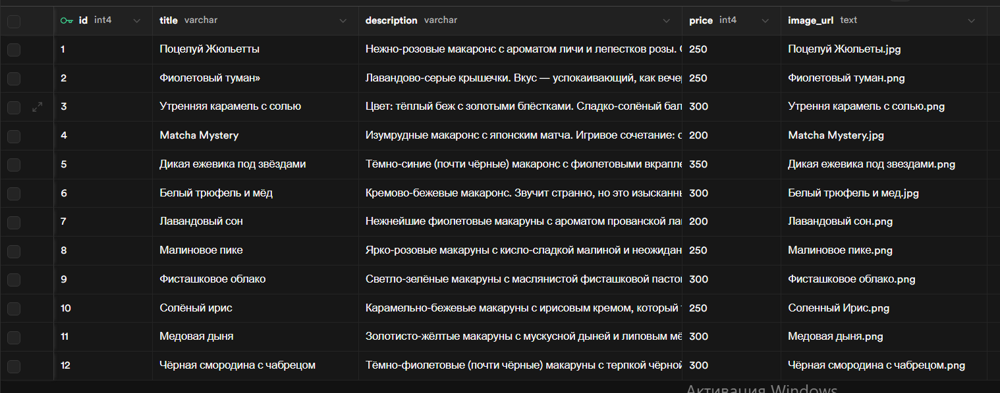 id int4 title varchar description varchar price int4 image_url text
1 Поцелуй Жюльетты Нежно-розовые макаронс с ароматом личи и лепестков розы. 250 Поцелуй Жюльеты.jpg
2 Фиолетовый туман» Лавандово-серые крышечки. Вкус — успокаивающий, как вече 250 Фиолетовый туман.png
3 Утренняя карамель с солью Цвет: тёплый беж с золотыми блёстками. Сладко-солёный бал 300 Утрення карамель с солью.png
4 Matcha Mystery Изумрудные макаронс с японским матча. Игривое сочетание: с 200 Matcha Mystery.jpg
5 Дикая ежевика под звёздами Тёмно-синие (почти чёрные) макаронс с фиолетовыми вкрапле 350 Дикая ежевика под звездами.png
6 Белый трюфель и мёд Кремово-бежевые макаронс. Звучит странно, но это изысканн 300 Белый трюфель и мед.jpg
7 Лавандовый сон Нежнейшие фиолетовые макаруны с ароматом прованской ла 200 Лавандовый сон.png
8 Малиновое пике Ярко-розовые макаруны с кисло-сладкой малиной и неожидан 250 Малиновое пике.png
9 Фисташковое облако Светло-зелёные макаруны с маслянистой фисташковой пасто 300 Фисташковое облако.png
10 Солёный ирис Карамельно-бежевые макаруны с ирисовым кремом, который 250 Соленный Ирис.png
11 Медовая дыня Золотисто-жёлтые макаруны с мускусной дыней и липовым мё 300 Медовая дыня.png
12 Чёрная смородина с чабрецом Тёмно-фиолетовые (почти чёрные) макаруны с терпкой чёрной 300 Чёрная смородина с чабрецом.png
Активация Windows